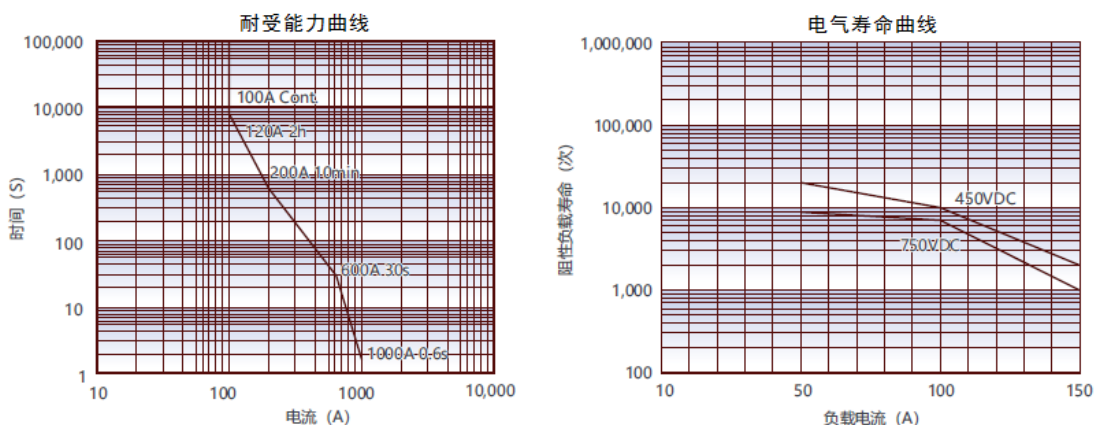 耐受能力曲线
100,000
10,000
1,000
100
10
1
时间（S）
100A Cont.
120A 2h
200A 10min
600A 30s
1000A 0.6s
10
100
1000
10,000
电流（A）
电气寿命曲线
1,000,000
100,000
10,000
1,000
100
阻性负载寿命（次）
450VDC
750VDC
10
50
100
150
负载电流（A）